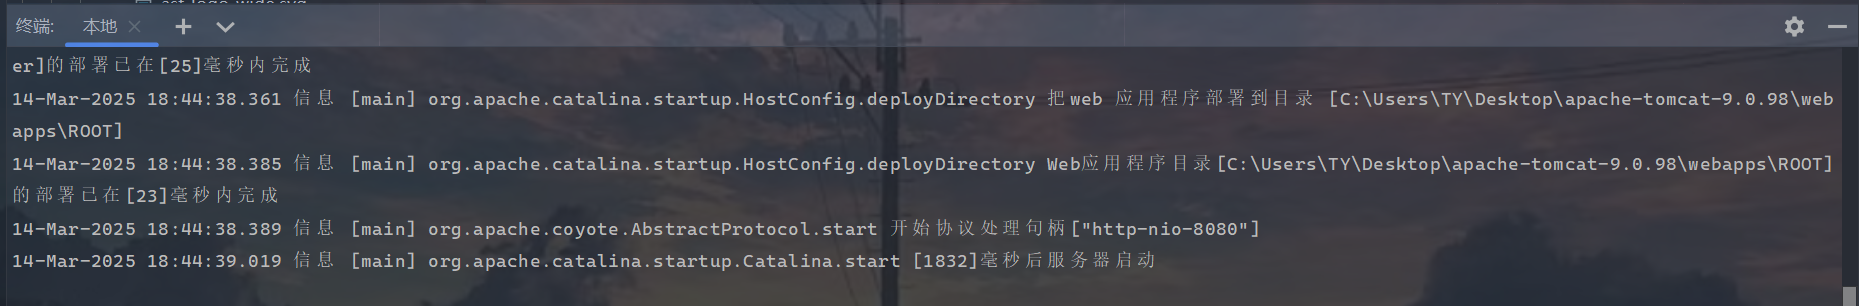 终端: 本地
er]的部署已在[25]毫秒内完成
14-Mar-2025 18:44:38.361 信息 [main] org.apache.catalina.startup.HostConfig.deployDirectory 把web 应用程序部署到目录 [C:\Users\TY\Desktop\apache-tomcat-9.0.98\web
apps\ROOT]
14-Mar-2025 18:44:38.385 信息 [main] org.apache.catalina.startup.HostConfig.deployDirectory Web应用程序目录[C:\Users\TY\Desktop\apache-tomcat-9.0.98\webapps\ROOT]
的部署已在[23]毫秒内完成
14-Mar-2025 18:44:38.389 信息 [main] org.apache.coyote.AbstractProtocol.start 开始协议处理句柄["http-nio-8080"]
14-Mar-2025 18:44:39.019 信息 [main] org.apache.catalina.startup.Catalina.start [1832]毫秒后服务器启动